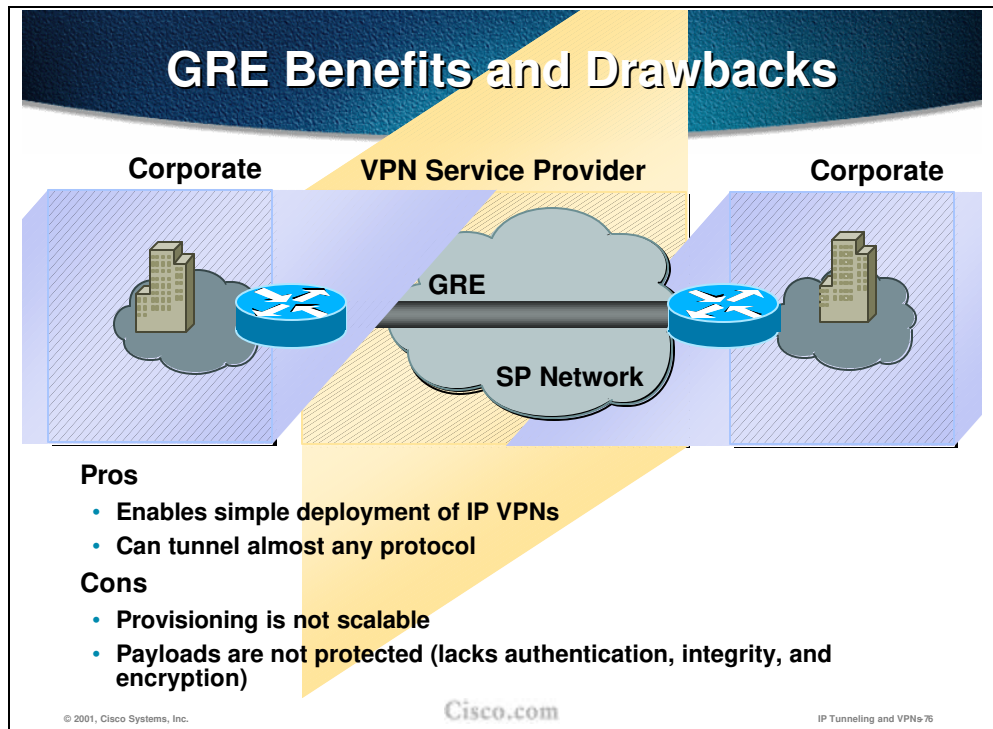 GRE Benefits and Drawbacks
Corporate
VPN Service Provider
Corporate
GRE
SP Network
Pros
• Enables simple deployment of IP VPNs
• Can tunnel almost any protocol
Cons
• Provisioning is not scalable
• Payloads are not protected (lacks authentication, integrity, and
encryption)
© 2001, Cisco Systems, Inc.
Cisco.com
IP Tunneling and VPNs-76